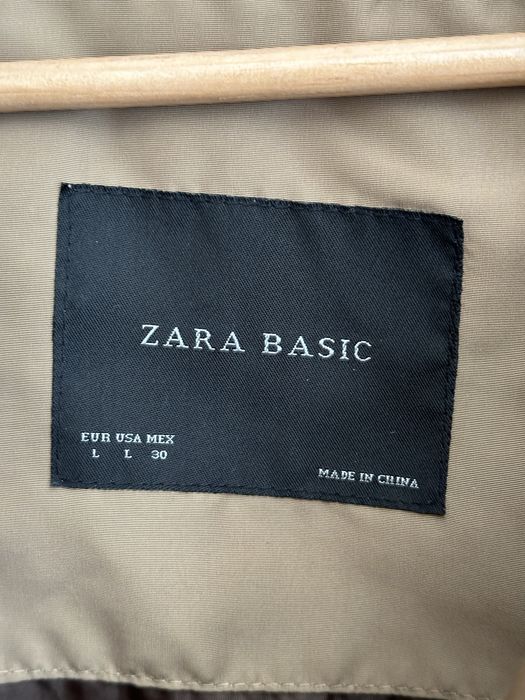 ZARA BASIC
EUR USA MEX
L L 30
MADE IN CHINA